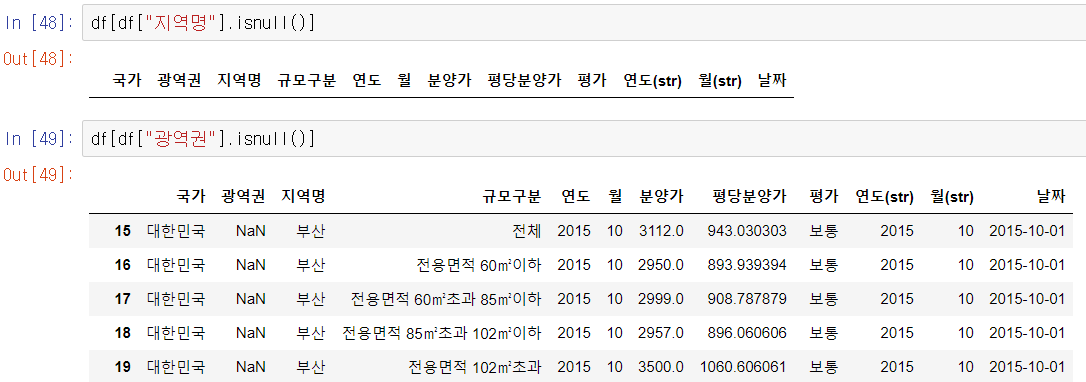 In [48]: df[df["지역명"].isnull()]
Out[48]:
국가 광역권 지역명 규모구분 연도 월 분양가 평당분양가 평가 연도(str) 월(str) 날짜
In [49]: df[df["광역권"].isnull()]
Out[49]:
국가 광역권 지역명 규모구분 연도 월 분양가 평당분양가 평가 연도(str) 월(str) 날짜
15 대한민국 NaN 부산 전체 2015 10 3112.0 943.030303 보통 2015 10 2015-10-01
16 대한민국 NaN 부산 전용면적 60㎡이하 2015 10 2950.0 893.939394 보통 2015 10 2015-10-01
17 대한민국 NaN 부산 전용면적 60㎡초과 85㎡이하 2015 10 2999.0 908.787879 보통 2015 10 2015-10-01
18 대한민국 NaN 부산 전용면적 85㎡초과 102㎡이하 2015 10 2957.0 896.060606 보통 2015 10 2015-10-01
19 대한민국 NaN 부산 전용면적 102㎡초과 2015 10 3500.0 1060.606061 보통 2015 10 2015-10-01